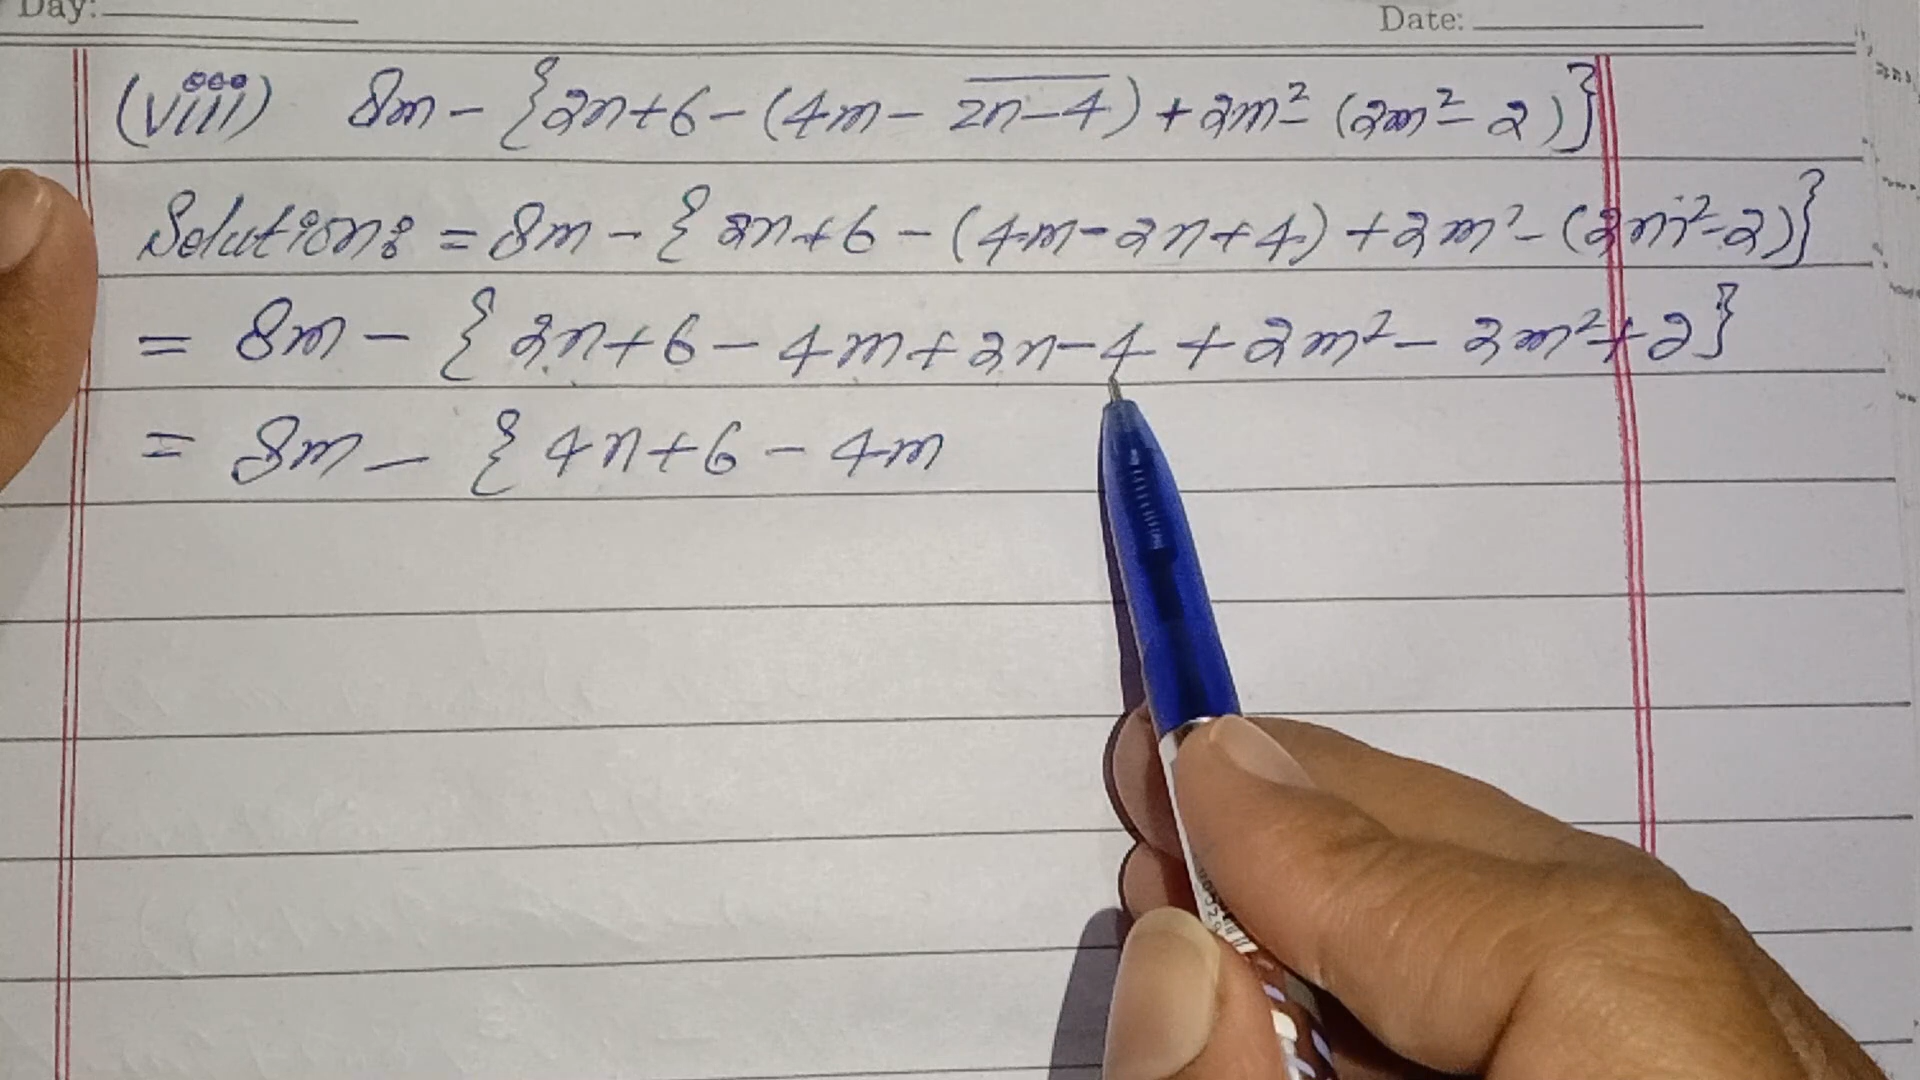 Day:
Date:
(viii) 8m - {2n+6-(4m- \overline{2n-4})+2m²-(2m²-2)}
Solution: = 8m - {2n+6-(4m-2n+4)+2m²-(2m²-2)}
= 8m - {2n+6-4m+2n-4+2m²-2m²+2}
= 8m - {4n+6-4m